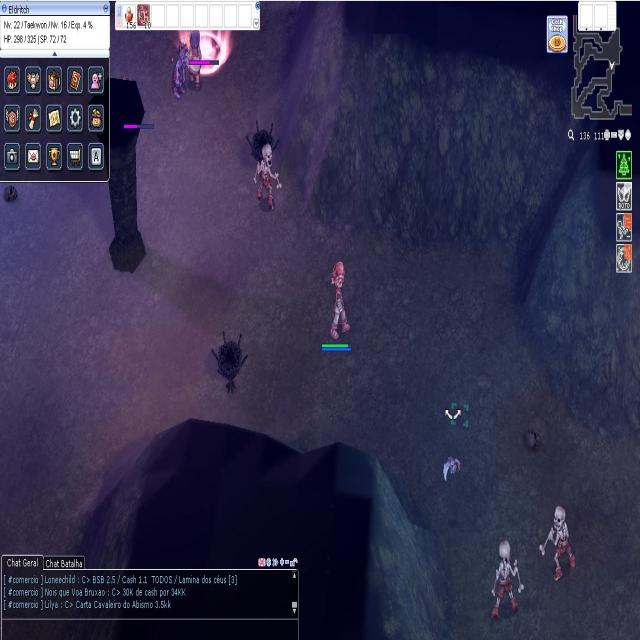 Eldritch
Nv. 22 / Taekwon / Nv. 16 / Exp. 4 %
HP. 298 / 325 | SP. 72 / 72
156
10
136 111
A
Chat Geral
Chat Batalha
[ #comercio ] Loneechild : C> BSB 2.5 / Cash 1.1 TODOS / Lamina dos céus [3]
[ #comercio ] Nois que Voa Bruxao : C> 30K de cash por 34KK
[ #comercio ] Lilya : C> Carta Cavaleiro do Abismo 3.5kk